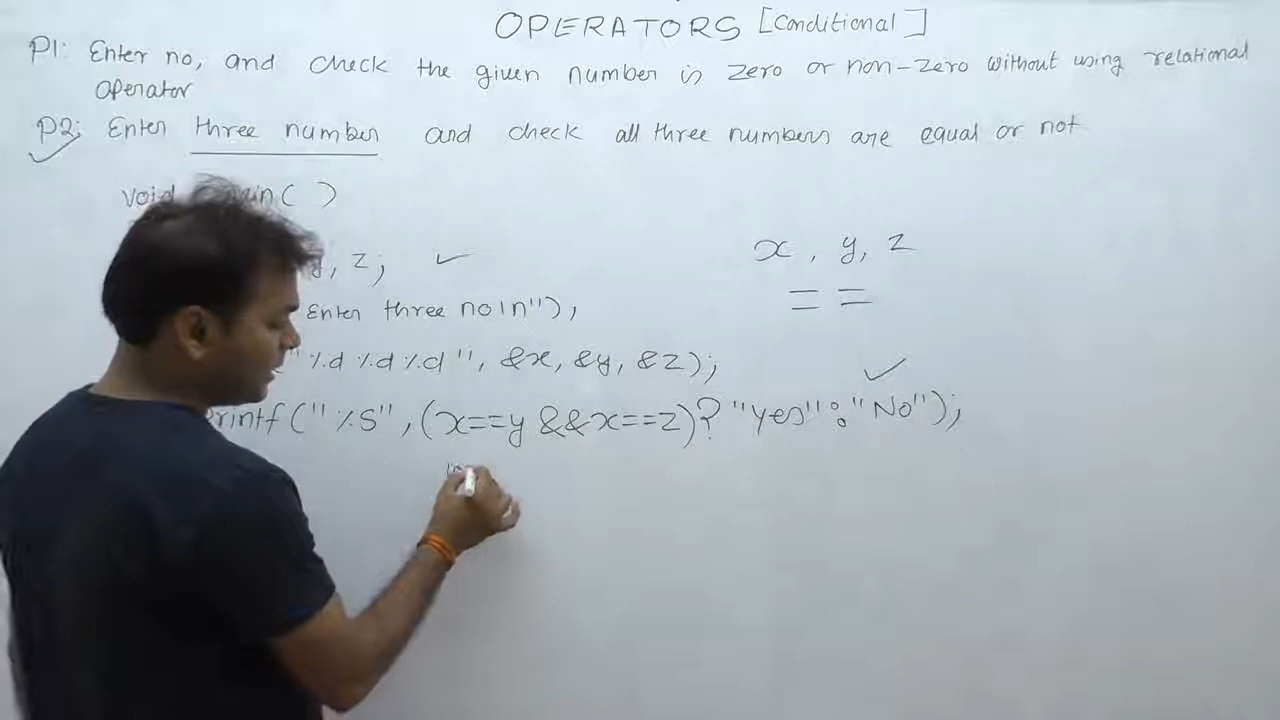 OPERATORS [Conditional]
P1: Enter no, and check the given number is zero or non-zero without using relational
operator
P2: Enter three number and check all three numbers are equal or not
void main( )
x , y, z
, z;
Enter three no\n");
"%d %d %d", &x, &y, &z);
printf("%s", (x==y &&x==z)? "Yes" : "No");